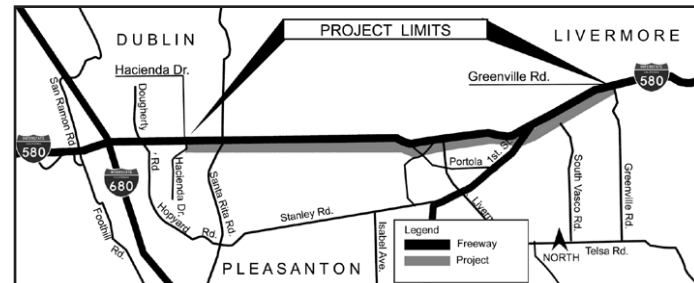 DUBLIN
PROJECT LIMITS
LIVERMORE
Hacienda Dr.
Greenville Rd.
580
San Ramon Rd.
Dougherty
Rd.
580
680
Hacienda Dr.
Santa Rita Rd.
Portola
1st. St.
South Vasco Rd.
Greenville Rd.
Foothill
Rd.
Hopyard
Rd.
Stanley Rd.
Isabel Ave.
Legend
Freeway
Project
NORTH
Telsa Rd.
PLEASANTON